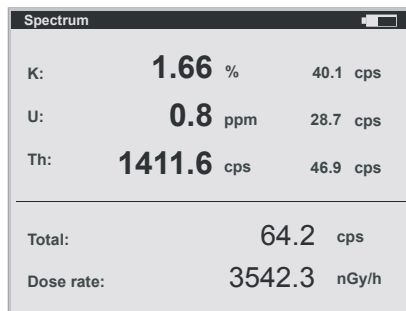 Spectrum
K: 1.66 % 40.1 cps
U: 0.8 ppm 28.7 cps
Th: 1411.6 cps 46.9 cps
Total: 64.2 cps
Dose rate: 3542.3 nGy/h